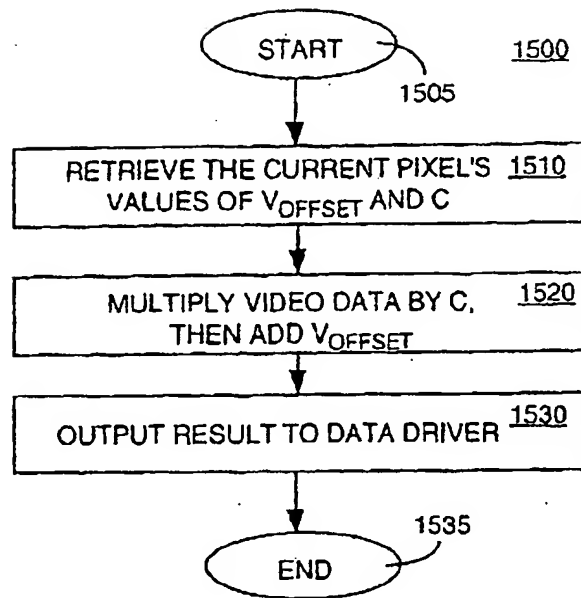 START
1500
1505
RETRIEVE THE CURRENT PIXEL'S 1510
VALUES OF VOFFSET AND C
MULTIPLY VIDEO DATA BY C, 1520
THEN ADD VOFFSET
OUTPUT RESULT TO DATA DRIVER 1530
1535
END